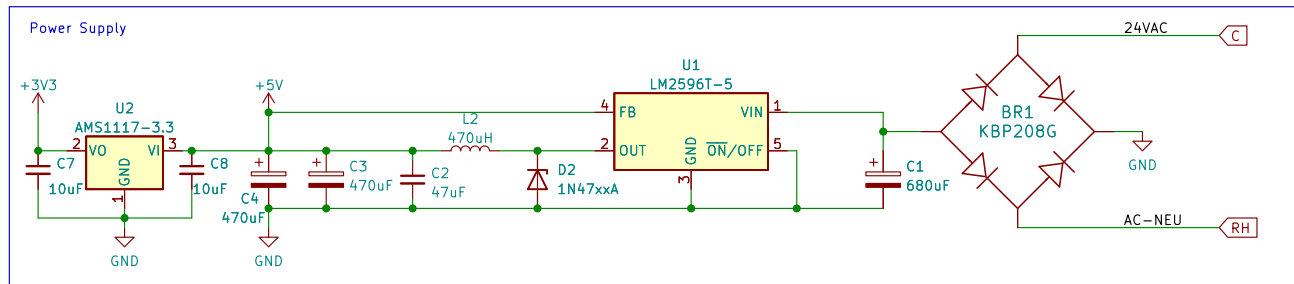 Power Supply
24VAC
C
+3V3
+5V
U1
LM2596T-5
U2
AMS1117-3.3
4
FB
VIN
1
BR1
KBP208G
L2
470uH
2
VO
VI
3
GND
1
2
OUT
GND
3
ON/OFF
5
GND
C7
10uF
C8
10uF
C4
470uF
+
C3
470uF
+
C2
47uF
D2
1N47xxA
+
C1
680uF
AC-NEU
RH
GND
GND